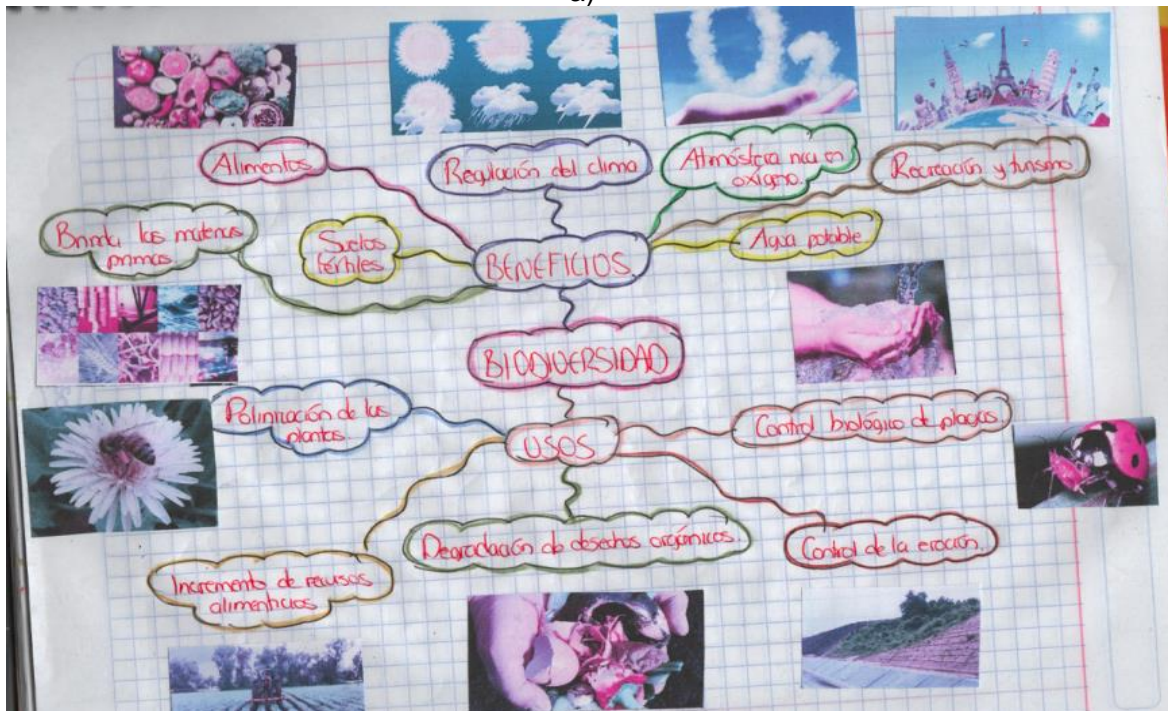 a)
O2
Alimentos
Regulación del clima
Atmósfera rica en
oxígeno.
Recreación y turismo
Brinda las materias
primas
Suelos
fértiles
BENEFICIOS
Agua potable
BIODIVERSIDAD
Polinización de las
plantas.
USOS
Control biológico de plagas.
Degradación de desechos orgánicos
Control de la erosión.
Incremento de recursos
alimenticios